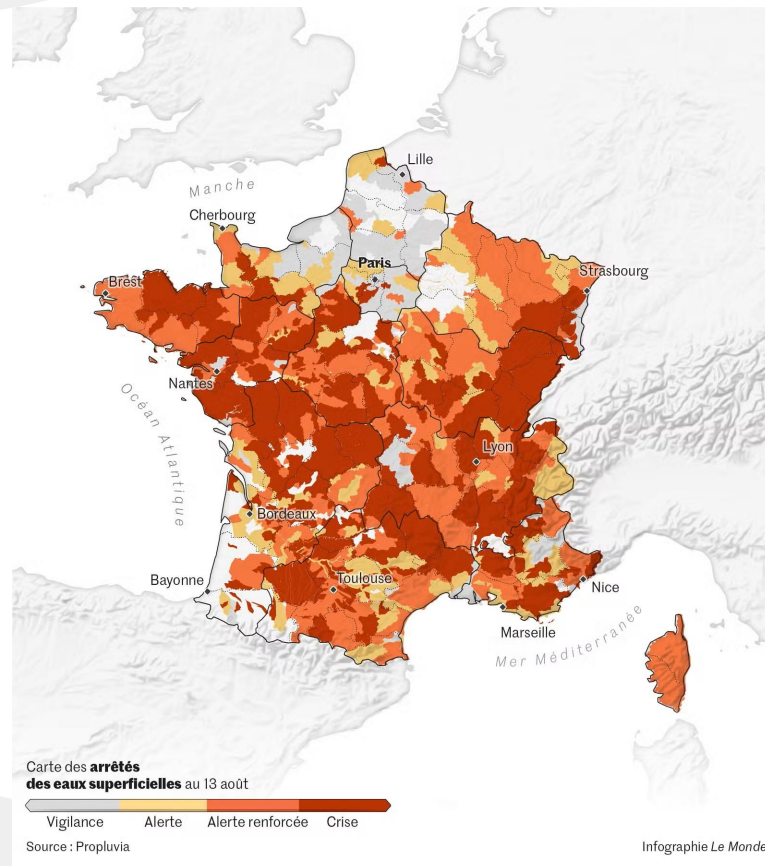 Lille
Manche
Cherbourg
Paris
Strasbourg
Brest
Nantes
Océan Atlantique
Lyon
Bordeaux
Bayonne
Toulouse
Nice
Marseille
Mer Méditerranée
Carte des arrêtés
des eaux superficielles au 13 août
Vigilance Alerte Alerte renforcée Crise
Source : Propluvia
Infographie Le Monde